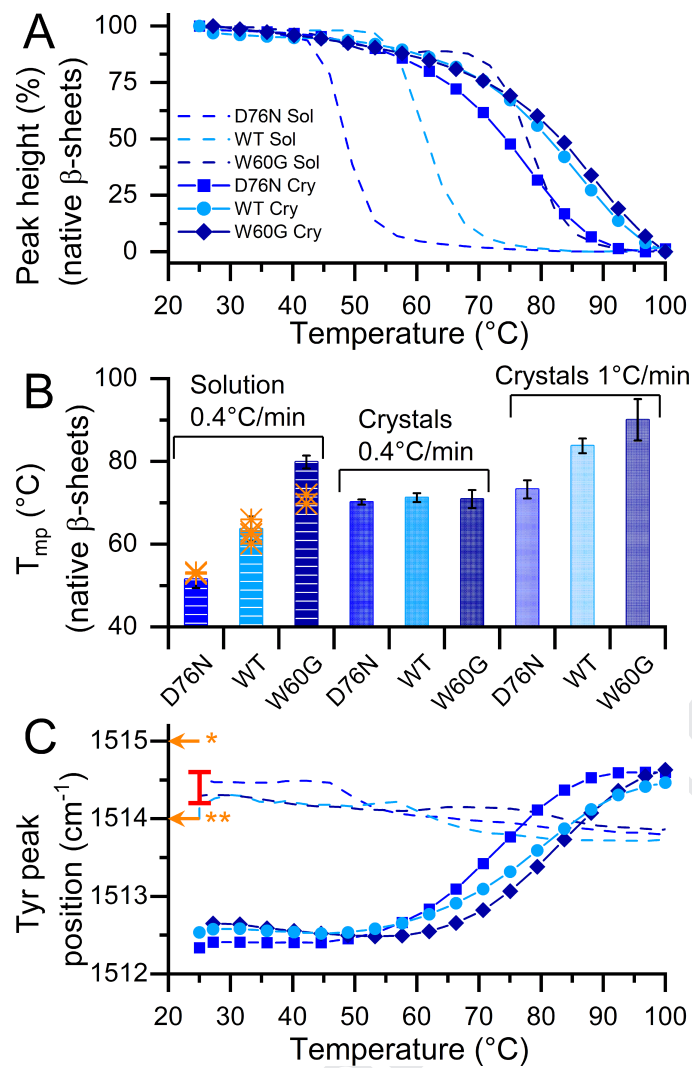 A
Peak height (%)
(native β-sheets)
100
75
50
25
0
D76N Sol
WT Sol
W60G Sol
D76N Cry
WT Cry
W60G Cry
20 30 40 50 60 70 80 90 100
Temperature (°C)
B
Tmp (°C)
(native β-sheets)
100
80
60
40
Solution
0.4°C/min
Crystals
0.4°C/min
Crystals 1°C/min
D76N WT W60G D76N WT W60G D76N WT W60G
C
Tyr peak
position (cm-1)
1515
1514
1513
1512
*
**
20 30 40 50 60 70 80 90 100
Temperature (°C)